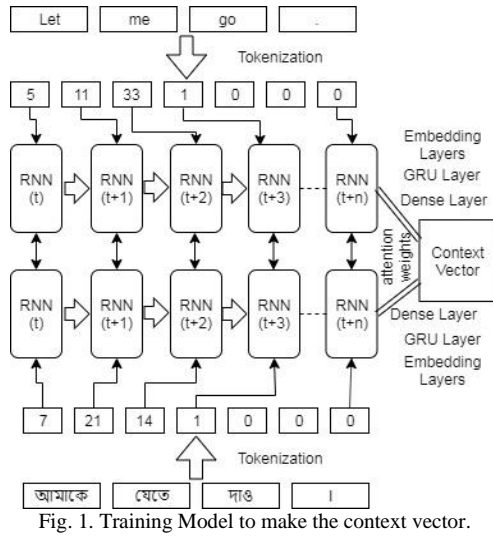 Let me go .
Tokenization
5 11 33 1 0 0 0
Embedding
Layers
GRU Layer
Dense Layer
RNN (t) RNN (t+1) RNN (t+2) RNN (t+3) RNN (t+n)
attention weights
Context Vector
RNN (t) RNN (t+1) RNN (t+2) RNN (t+3) RNN (t+n)
Dense Layer
GRU Layer
Embedding
Layers
7 21 14 1 0 0 0
Tokenization
আমাকে যেতে দাও ।
Fig. 1. Training Model to make the context vector.